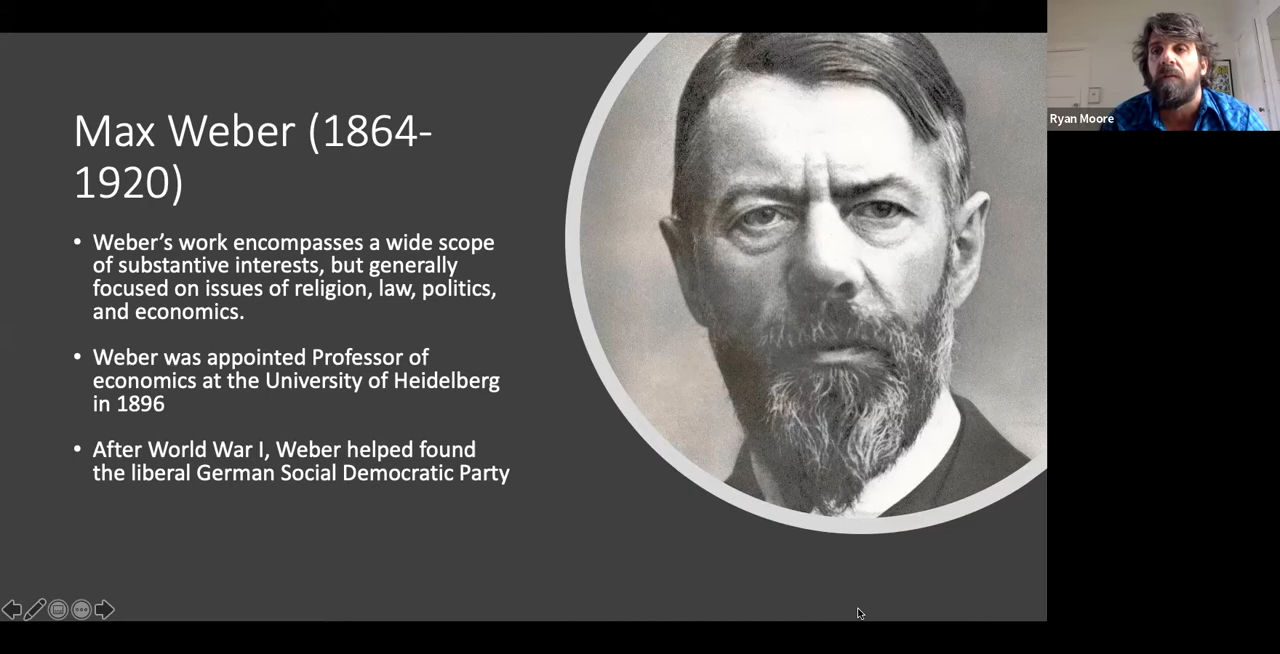 Max Weber (1864-
1920)
• Weber’s work encompasses a wide scope
of substantive interests, but generally
focused on issues of religion, law, politics,
and economics.
• Weber was appointed Professor of
economics at the University of Heidelberg
in 1896
• After World War I, Weber helped found
the liberal German Social Democratic Party
Ryan Moore